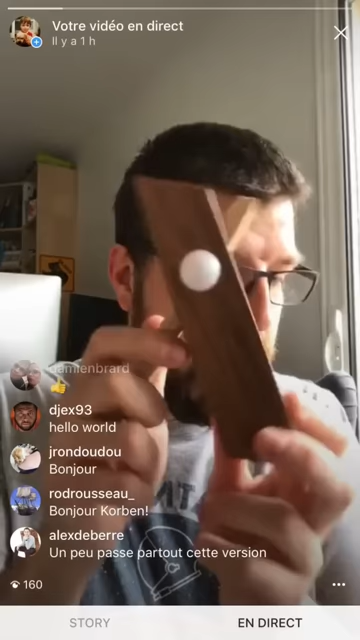 Votre vidéo en direct
Il y a 1 h
damienbrard
👍
djex93
hello world
jrondoudou
Bonjour
rodrousseau_
Bonjour Korben!
alexdeberre
Un peu passe partout cette version
160
STORY
EN DIRECT